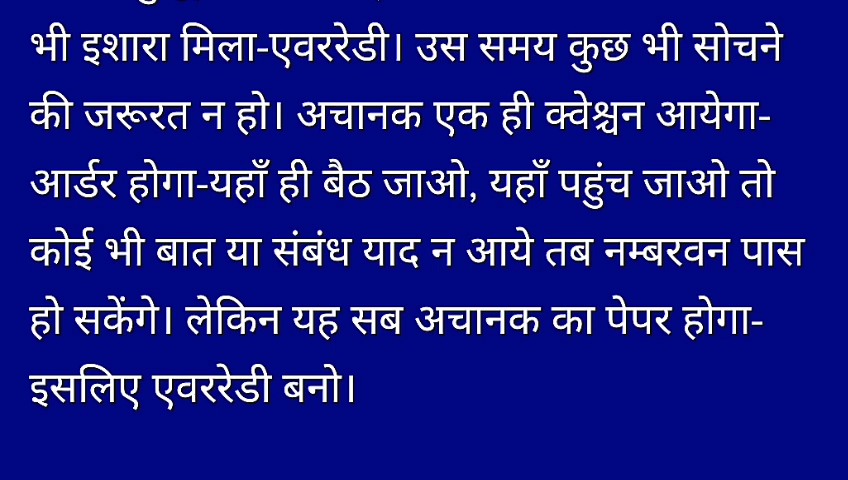 भी इशारा मिला-एवररेडी। उस समय कुछ भी सोचने
की जरूरत न हो। अचानक एक ही क्वेश्चन आयेगा-
आर्डर होगा-यहाँ ही बैठ जाओ, यहाँ पहुंच जाओ तो
कोई भी बात या संबंध याद न आये तब नम्बरवन पास
हो सकेंगे। लेकिन यह सब अचानक का पेपर होगा-
इसलिए एवररेडी बनो।